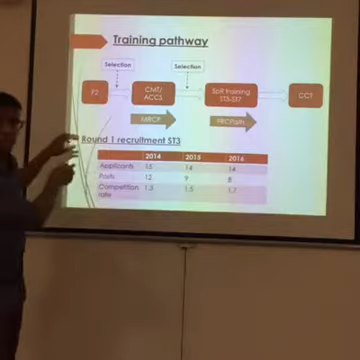 Training pathway
Selection
Selection
F2
CMT/
ACCS
Split training
ST3-ST7
CCT
MRCP
FRCPath
Round 1 recruitment ST3
2014 2015 2016
Applicants 15 14 14
Posts 12 9 8
Competition 1.3 1.5 1.7
rate